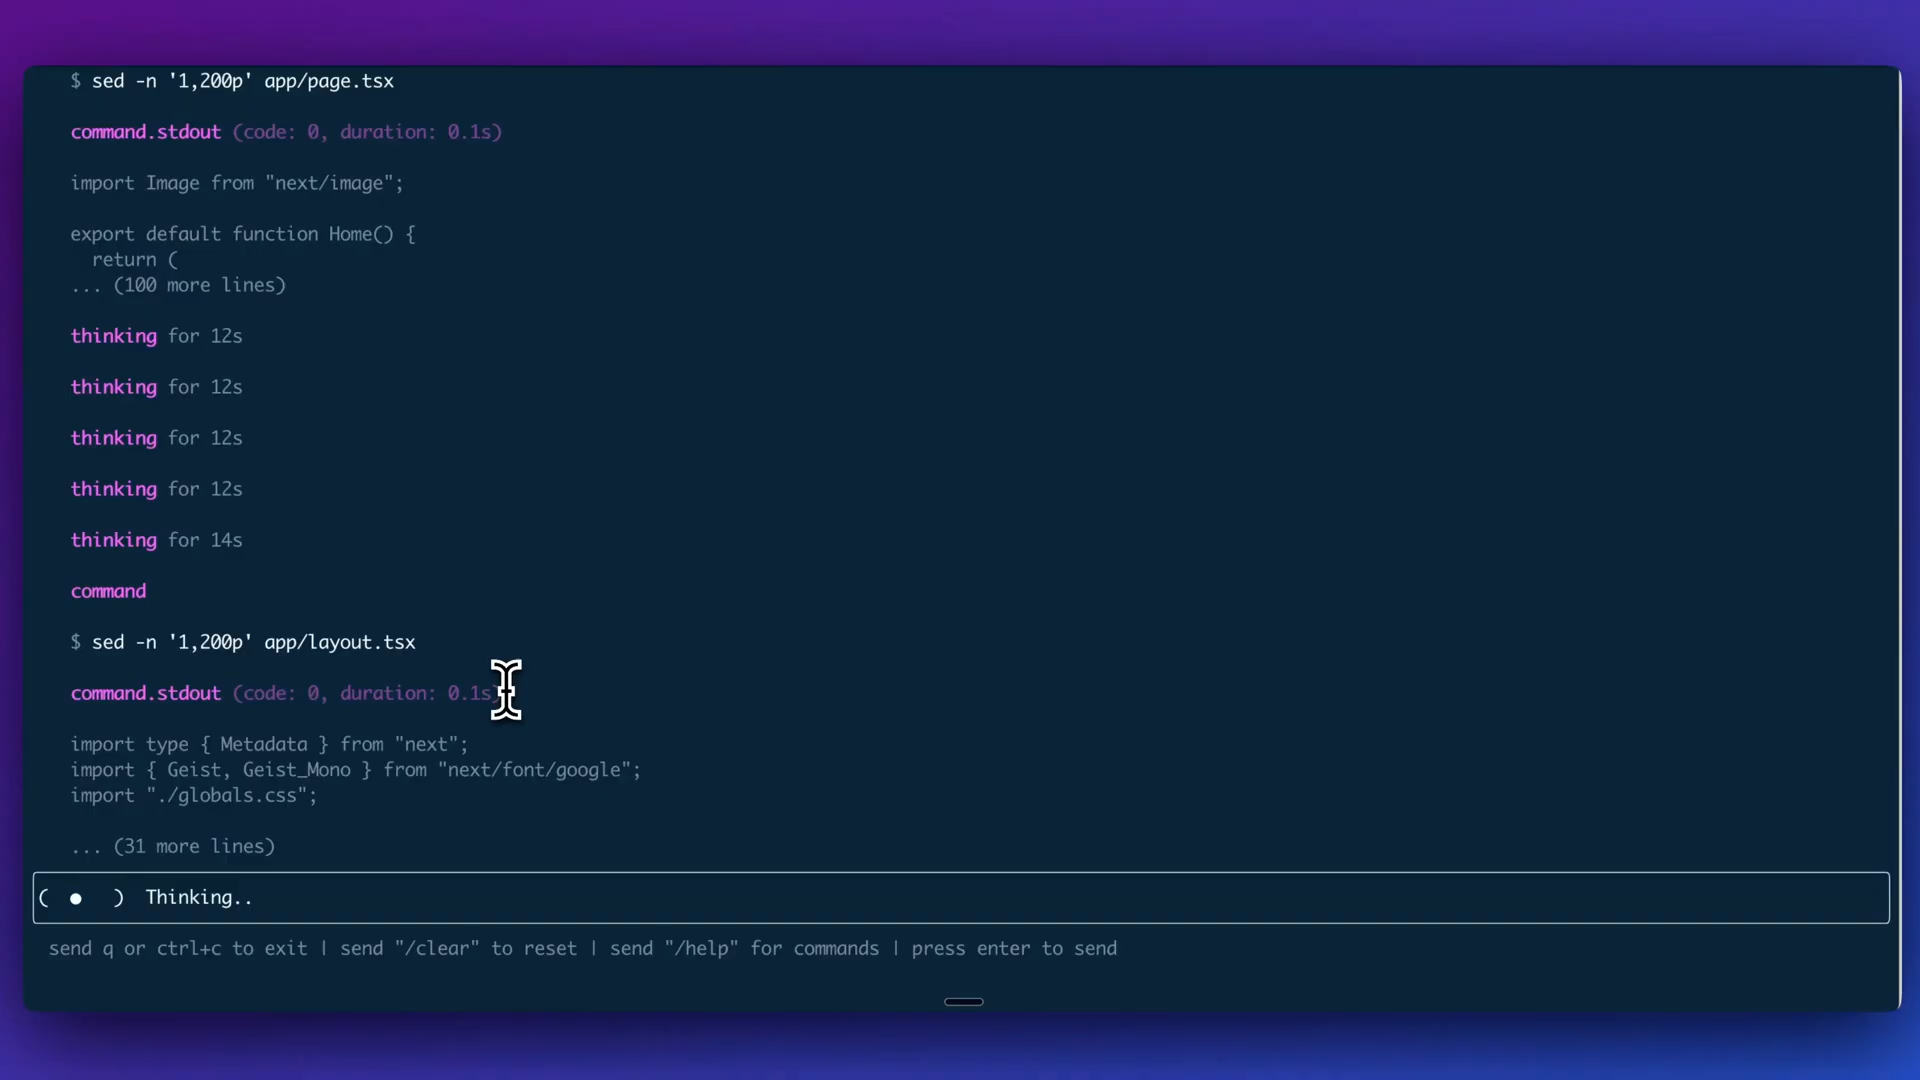 $ sed -n '1,200p' app/page.tsx
command.stdout (code: 0, duration: 0.1s)
import Image from "next/image";
export default function Home() {
return (
... (100 more lines)
thinking for 12s
thinking for 12s
thinking for 12s
thinking for 12s
thinking for 14s
command
$ sed -n '1,200p' app/layout.tsx
command.stdout (code: 0, duration: 0.1s)
import type { Metadata } from "next";
import { Geist, Geist_Mono } from "next/font/google";
import "./globals.css";
... (31 more lines)
( ● ) Thinking..
send q or ctrl+c to exit | send "/clear" to reset | send "/help" for commands | press enter to send